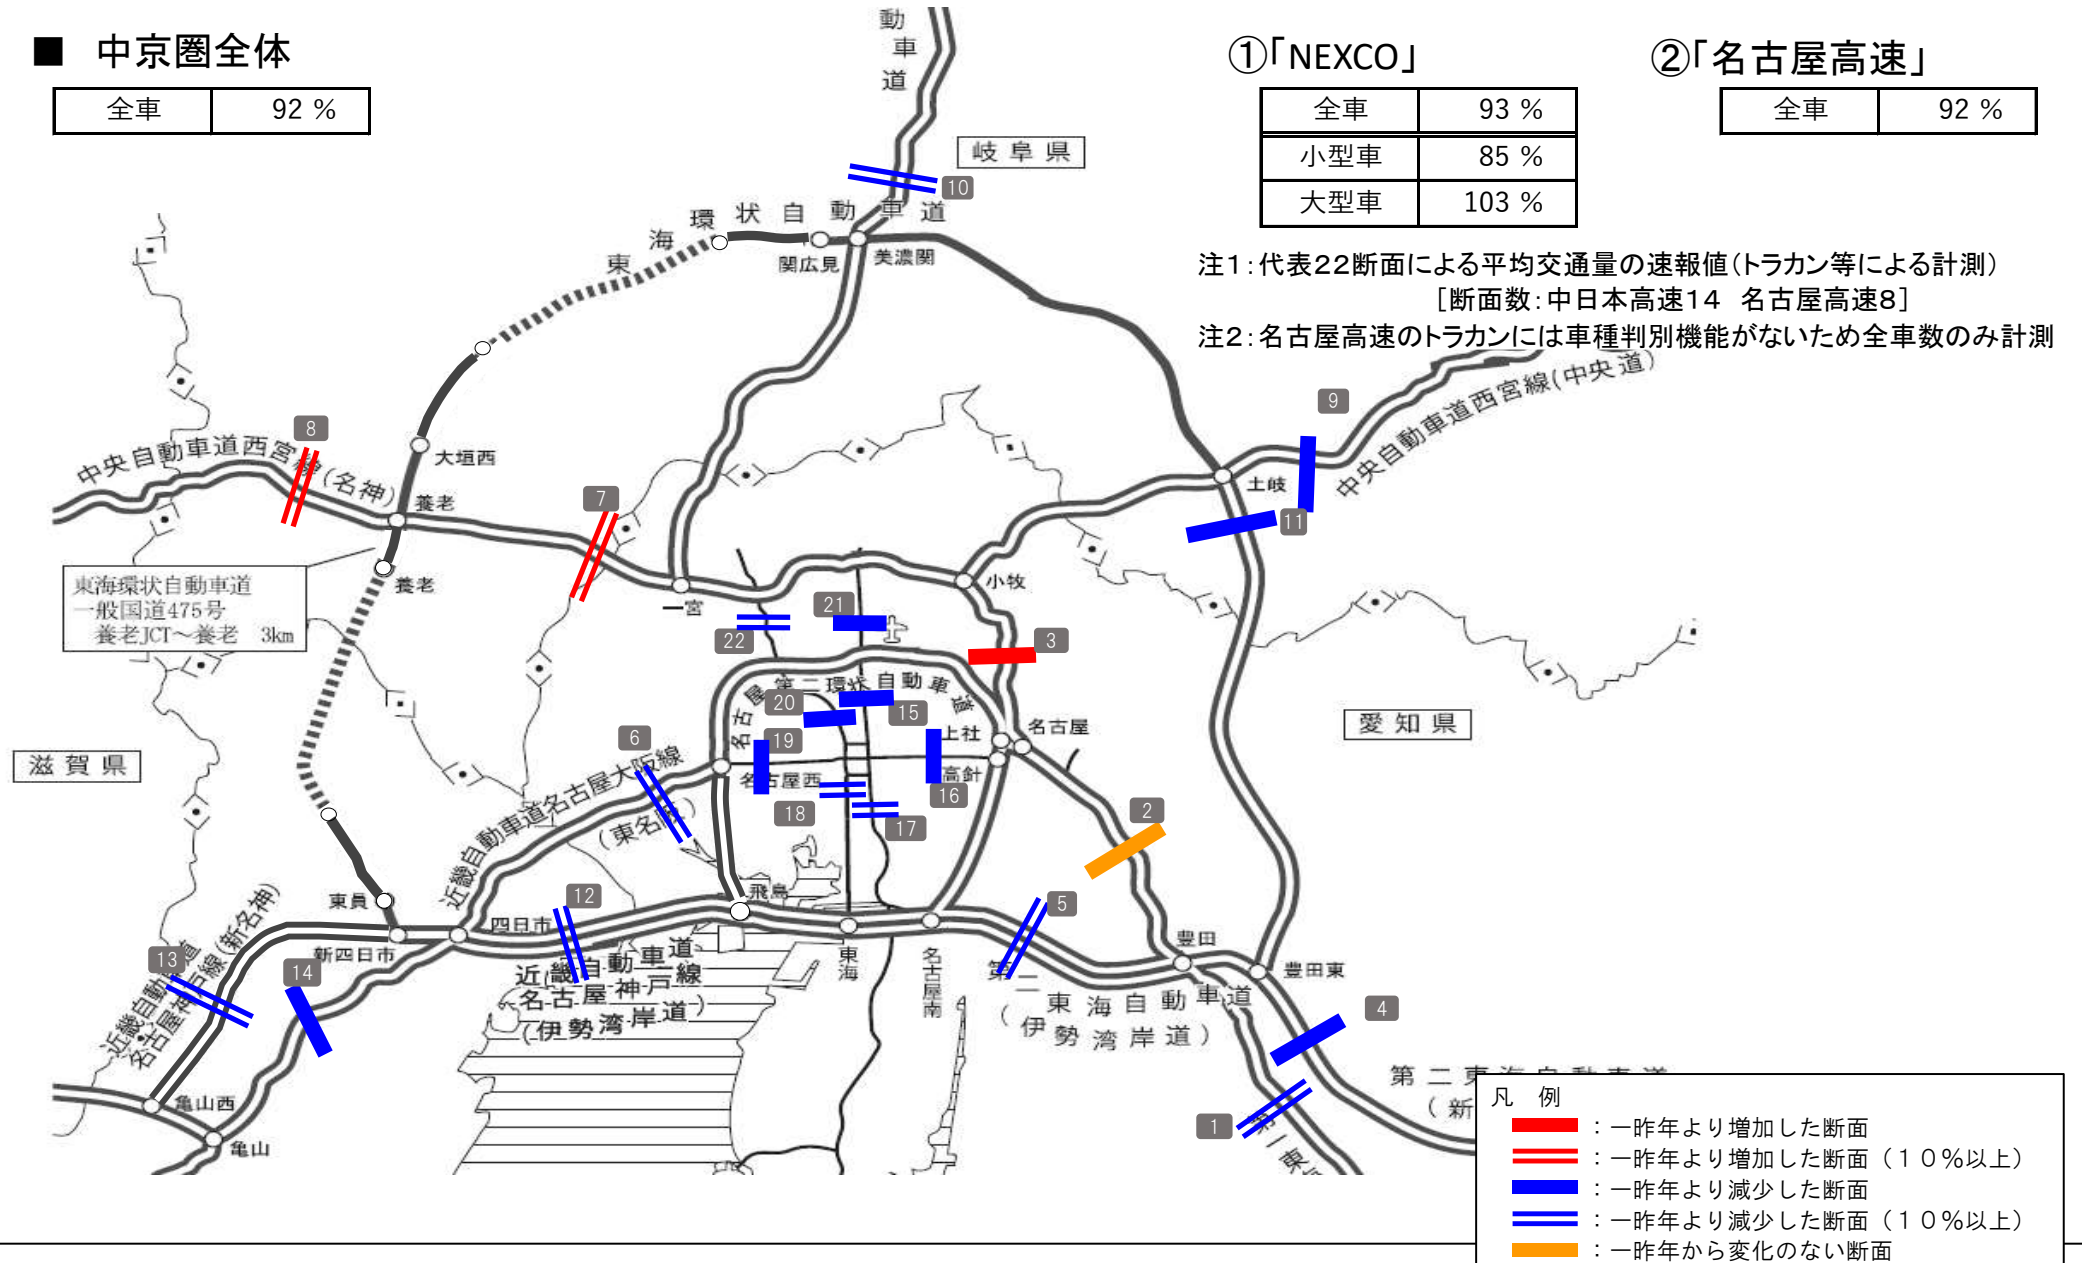 ■ 中京圏全体
全車 92 %
①「NEXCO」
全車 93 %
小型車 85 %
大型車 103 %
②「名古屋高速」
全車 92 %
注1：代表22断面による平均交通量の速報値（トラカン等による計測）
［断面数：中日本高速14 名古屋高速8］
注2：名古屋高速のトラカンには車種判別機能がないため全車数のみ計測
動車道
岐阜県
10
東海環状自動車道
関広見
美濃関
中央自動車道西宮線(中央道)
9
8
中央自動車道西宮線(名神)
大垣西
養老
7
土岐
11
東海環状自動車道
一般国道475号
養老JCT～養老 3km
養老
一宮
小牧
21
22
3
名古屋第二環状自動車道
20
15
上社
名古屋
愛知県
滋賀県
6
19
名古屋西
高針
16
近畿自動車道名古屋大阪線
(東名阪)
18
17
2
飛島
東員
12
5
四日市
新四日市
豊田
豊田東
13
14
近畿自動車道
名古屋神戸線(新名神)
近畿自動車道
名古屋神戸線
(伊勢湾岸道)
東海
名古屋南
第二東海自動車道
(伊勢湾岸道)
4
亀山西
亀山
1
第一東
第二東海自動車道
(新
凡 例
：一昨年より増加した断面
：一昨年より増加した断面（１０％以上）
：一昨年より減少した断面
：一昨年より減少した断面（１０％以上）
：一昨年から変化のない断面